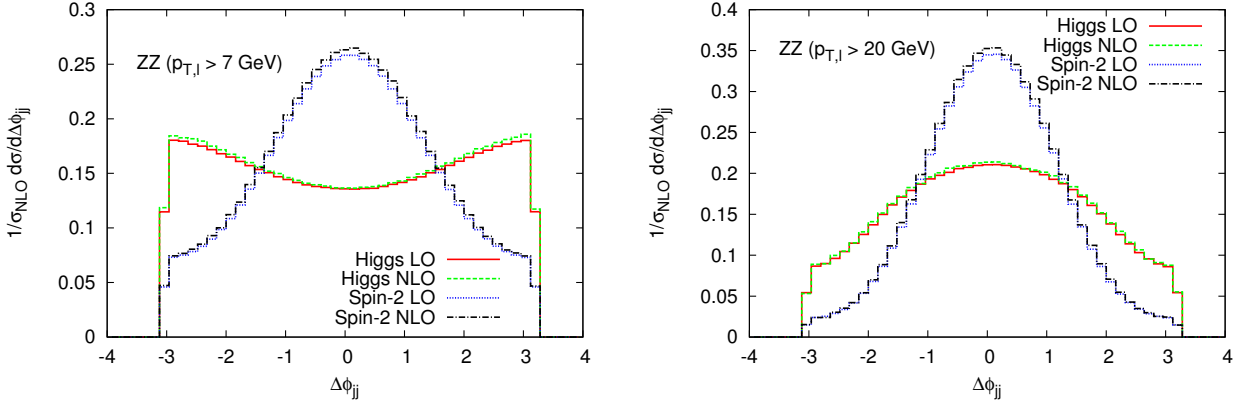 0.3
0.25
0.2
0.15
0.1
0.05
0
1/σNLO dσ/dΔϕjj
ZZ (pT,l > 7 GeV)
Higgs LO
Higgs NLO
Spin-2 LO
Spin-2 NLO
-4 -3 -2 -1 0 1 2 3 4
Δϕjj
0.4
0.35
0.3
0.25
0.2
0.15
0.1
0.05
0
1/σNLO dσ/dΔϕjj
ZZ (pT,l > 20 GeV)
Higgs LO
Higgs NLO
Spin-2 LO
Spin-2 NLO
-4 -3 -2 -1 0 1 2 3 4
Δϕjj